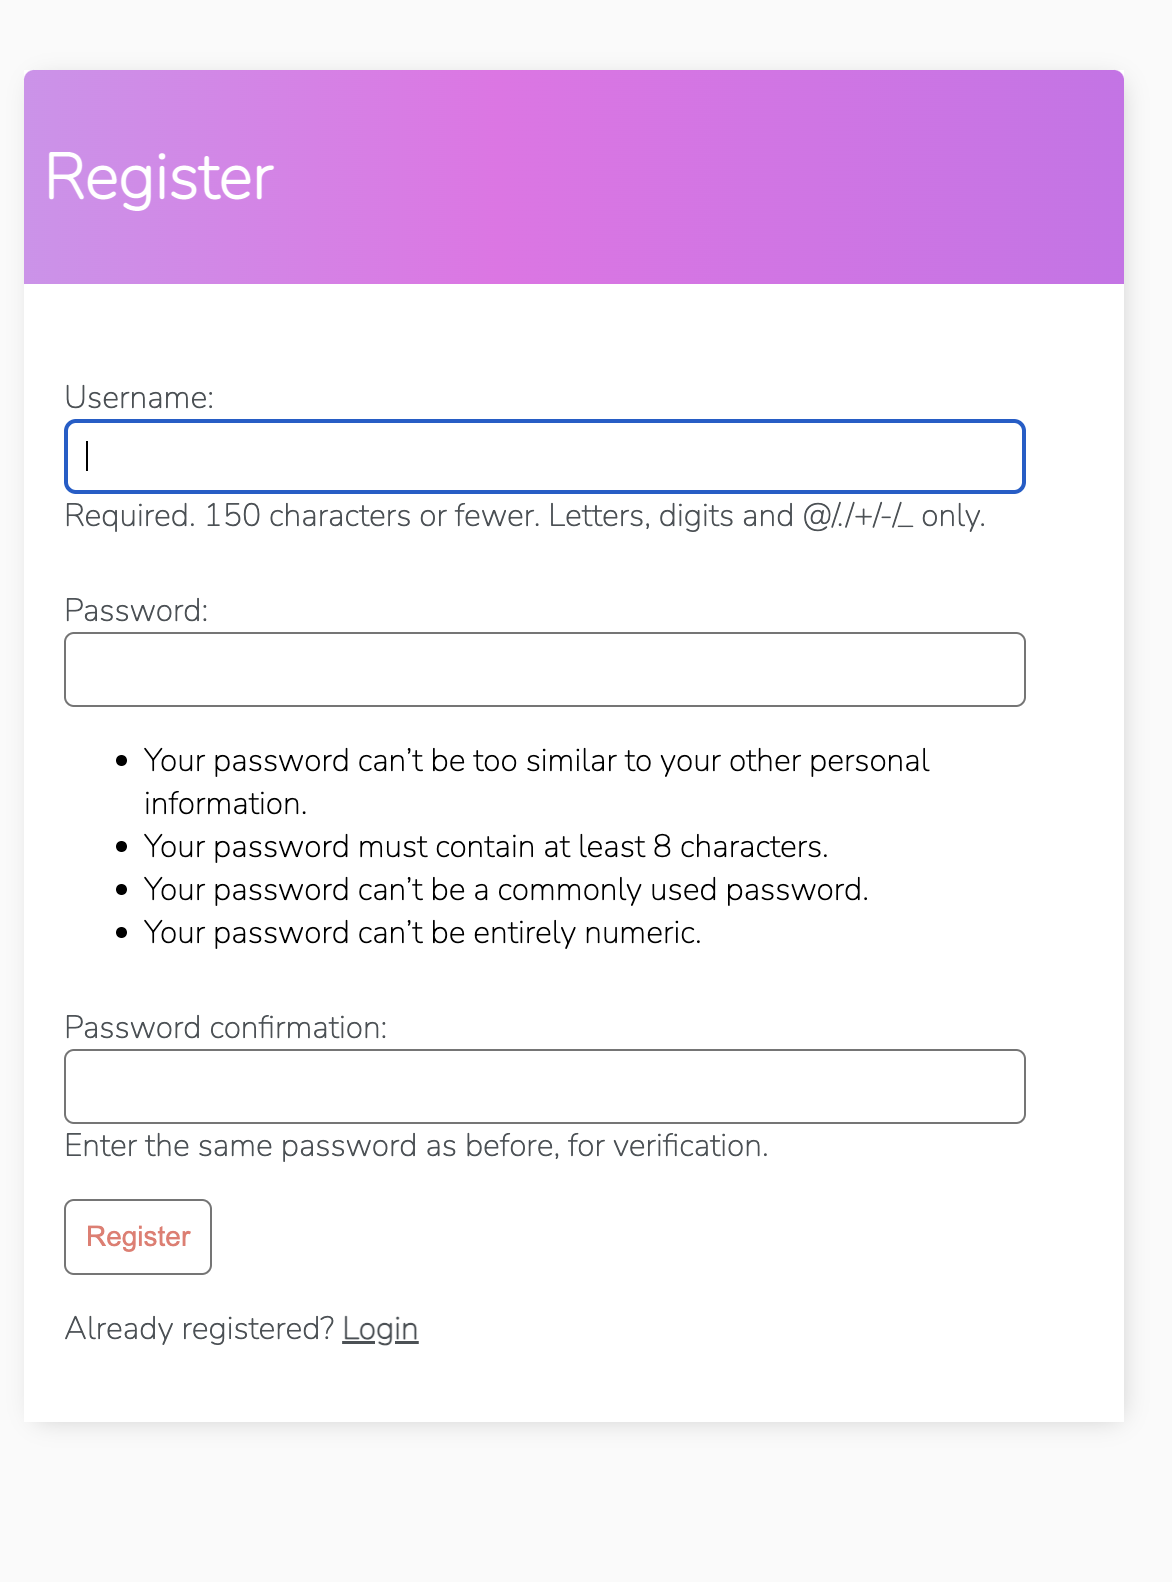 Register
Username:
Required. 150 characters or fewer. Letters, digits and @/./+/-/_ only.
Password:
• Your password can’t be too similar to your other personal
information.
• Your password must contain at least 8 characters.
• Your password can’t be a commonly used password.
• Your password can’t be entirely numeric.
Password confirmation:
Enter the same password as before, for verification.
Register
Already registered? Login